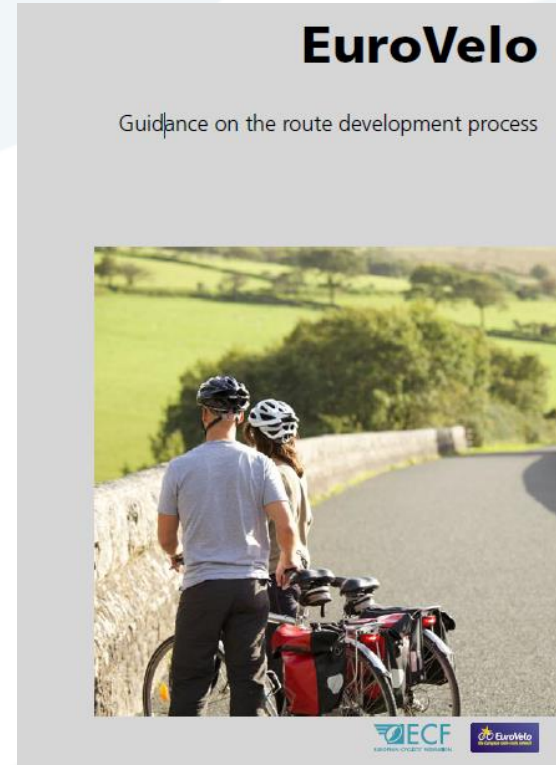 EuroVelo
Guidance on the route development process
ECF
EUROPEAN CYCLISTS' FEDERATION
EuroVelo